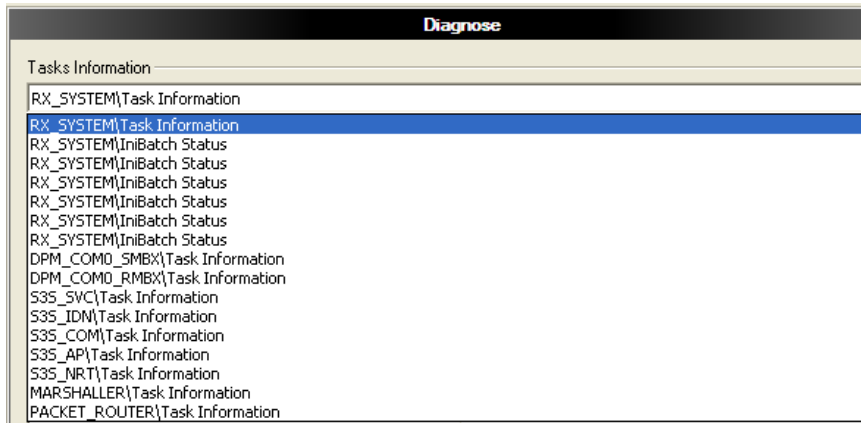 Diagnose
Tasks Information
RX_SYSTEM\Task Information
RX_SYSTEM\Task Information
RX_SYSTEM\IniBatch Status
RX_SYSTEM\IniBatch Status
RX_SYSTEM\IniBatch Status
RX_SYSTEM\IniBatch Status
RX_SYSTEM\IniBatch Status
RX_SYSTEM\IniBatch Status
DPM_COM0_SMBX\Task Information
DPM_COM0_RMBX\Task Information
S3S_SVC\Task Information
S3S_IDN\Task Information
S3S_COM\Task Information
S3S_AP\Task Information
S3S_NRT\Task Information
MARSHALLER\Task Information
PACKET_ROUTER\Task Information